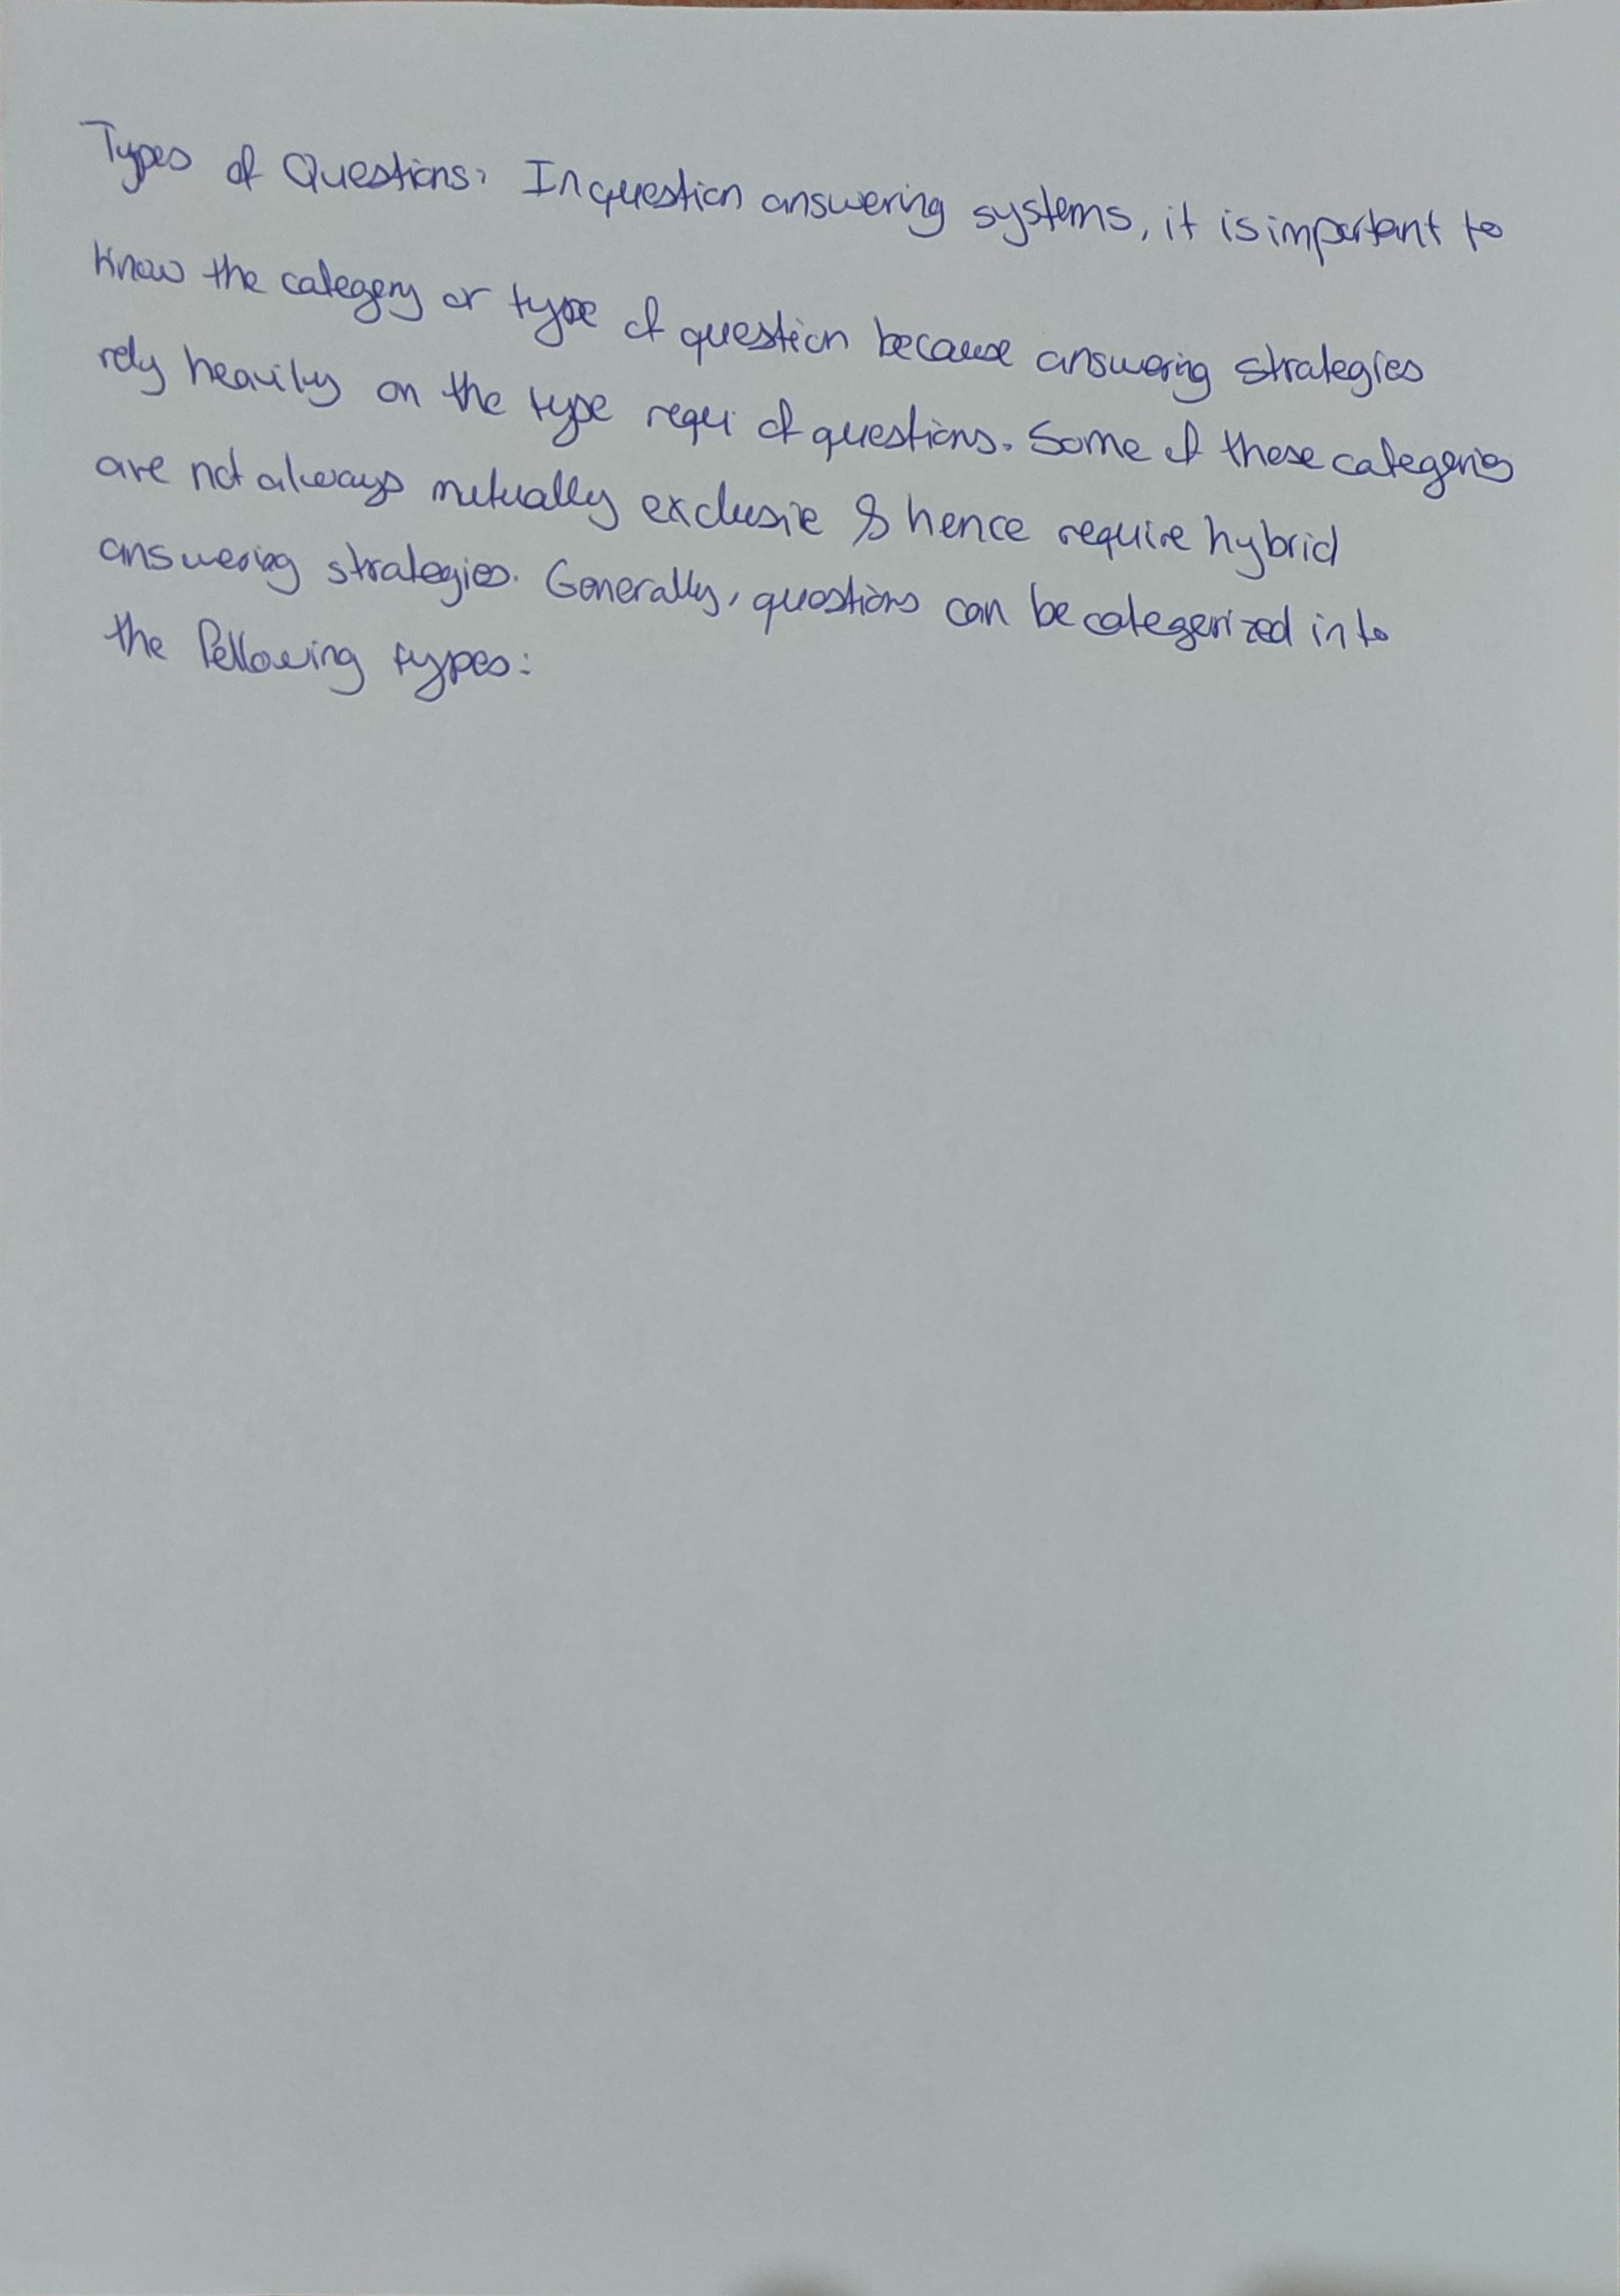 Types of Questions: In question answering systems, it is important to
know the category or type of question because answering strategies
rely heavily on the type requi of questions. Some of these categories
are not always mutually exclusive & hence require hybrid
answering strategies. Generally, questions can be categorized into
the following types: